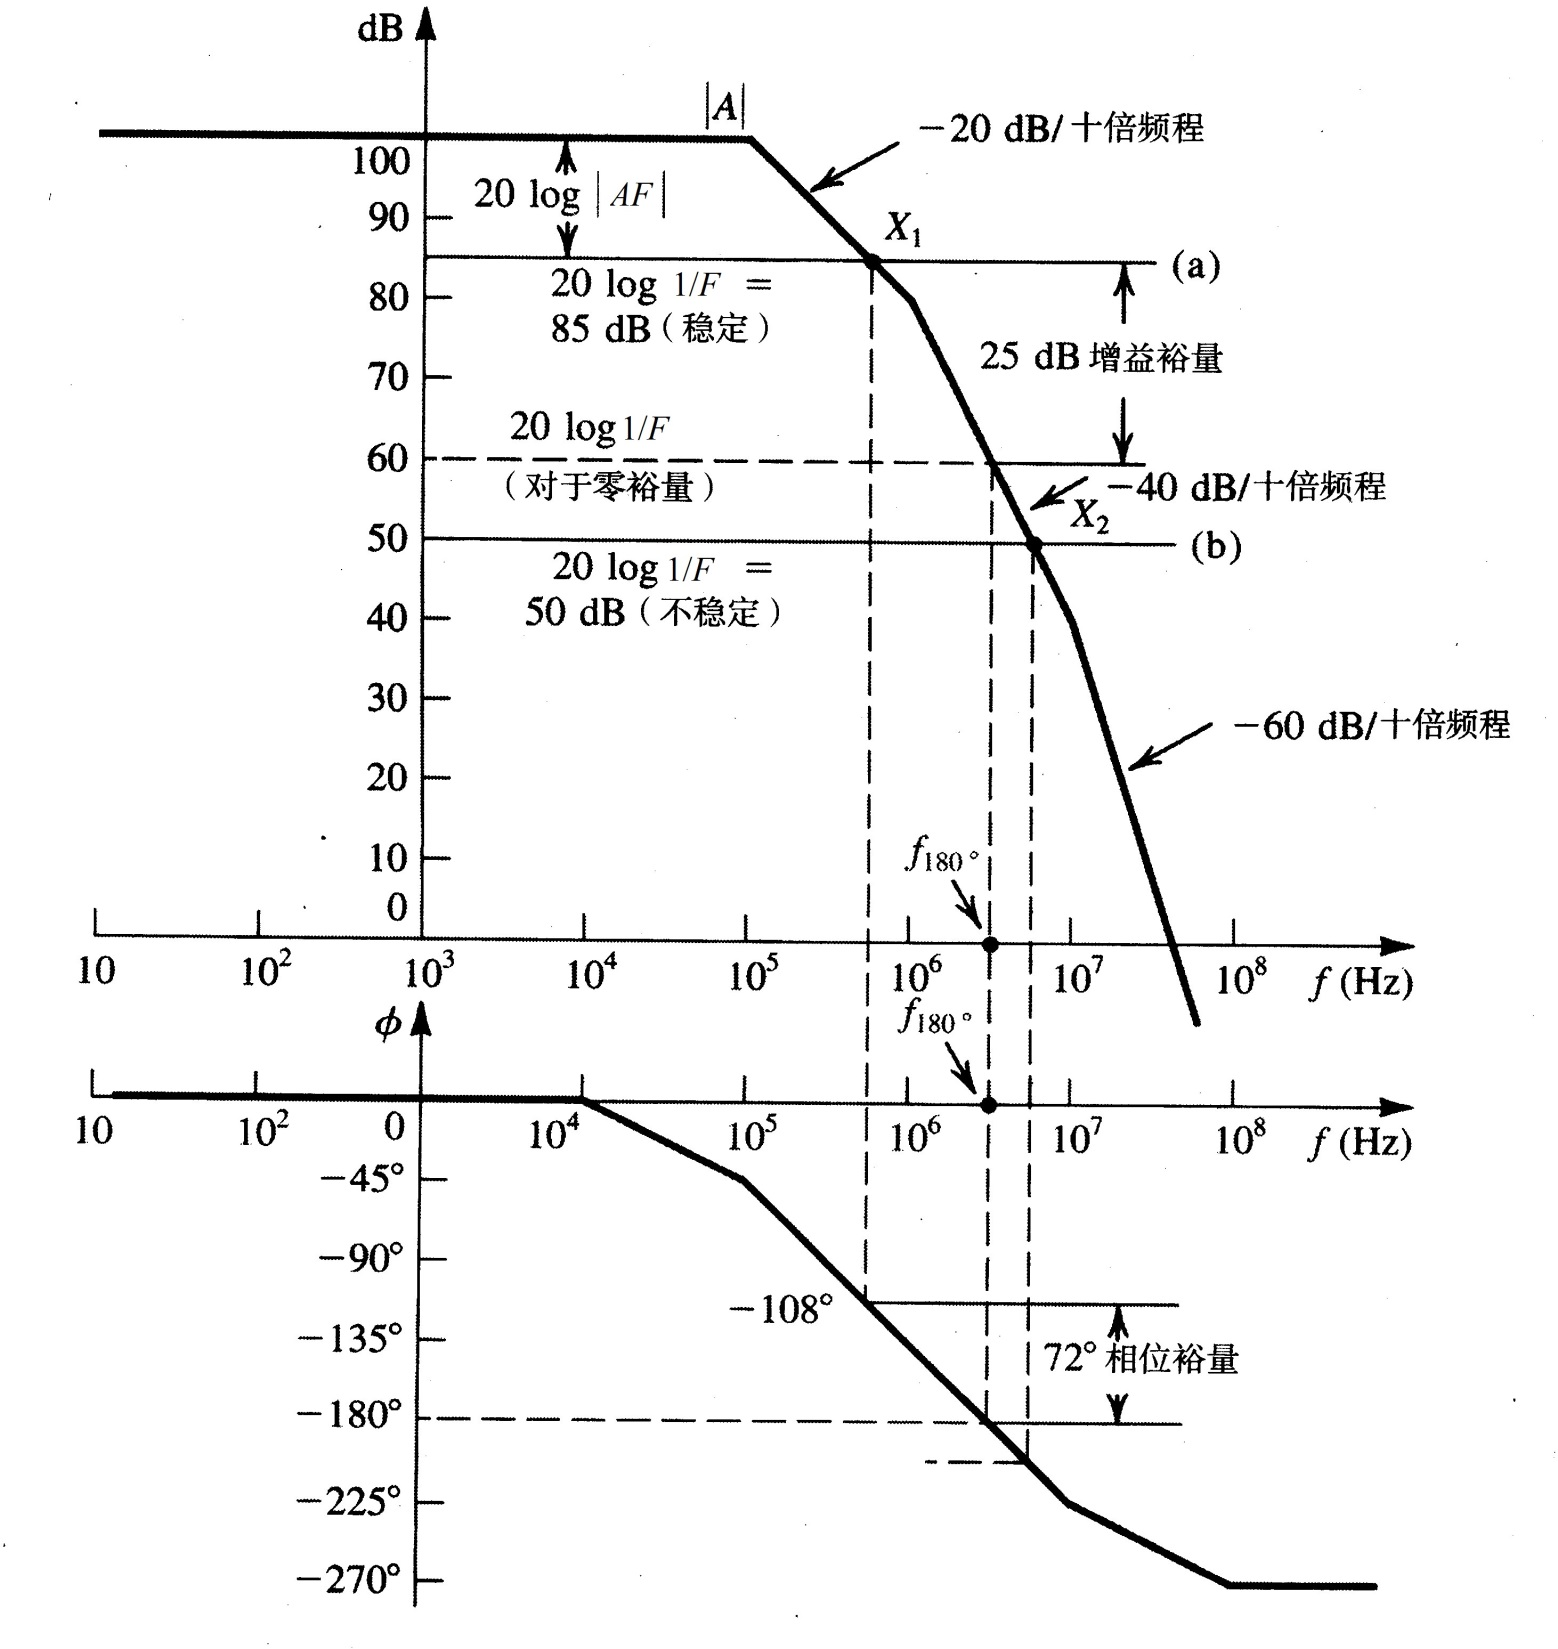 dB
|A|
−20 dB/十倍频程
100
20 log |AF|
90
X₁
(a)
20 log 1/F =
85 dB（稳定）
80
25 dB 增益裕量
70
20 log 1/F
60
（对于零裕量）
−40 dB/十倍频程
X₂
50
(b)
20 log 1/F =
50 dB（不稳定）
40
30
−60 dB/十倍频程
20
10
f₁₈₀°
0
10 10² 10³ 10⁴ 10⁵ 10⁶ 10⁷ 10⁸ f (Hz)
ϕ
f₁₈₀°
10 10² 0 10⁴ 10⁵ 10⁶ 10⁷ 10⁸ f (Hz)
−45°
−90°
−108°
−135°
72° 相位裕量
−180°
−225°
−270°